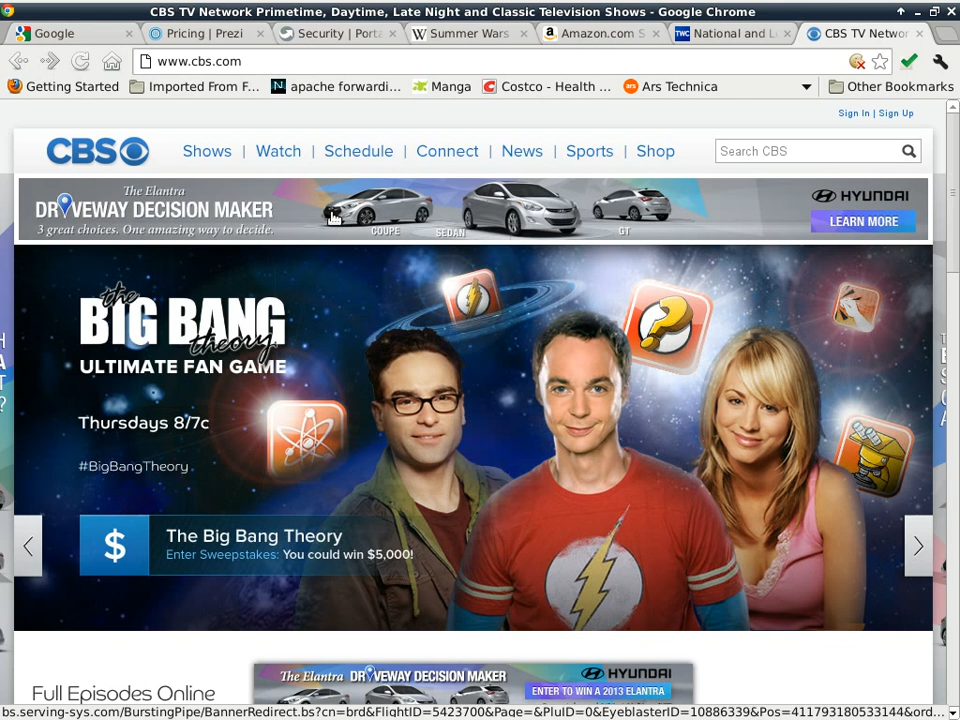 CBS TV Network Primetime, Daytime, Late Night and Classic Television Shows - Google Chrome
Google
Pricing | Prezi
Security | Porta
Summer Wars
Amazon.com S
National and L
CBS TV Networ
www.cbs.com
Getting Started
Imported From F...
apache forwardi...
Manga
Costco - Health ...
Ars Technica
Other Bookmarks
Sign In | Sign Up
CBS
Shows | Watch | Schedule | Connect | News | Sports | Shop
Search CBS
The Elantra
DRIVEWAY DECISION MAKER
3 great choices. One amazing way to decide.
COUPE
SEDAN
GT
HYUNDAI
LEARN MORE
the
BIG BANG
theory
ULTIMATE FAN GAME
Thursdays 8/7c
#BigBangTheory
$
The Big Bang Theory
Enter Sweepstakes: You could win $5,000!
Full Episodes Online
The Elantra DRIVEWAY DECISION MAKER
HYUNDAI
ENTER TO WIN A 2013 ELANTRA
bs.serving-sys.com/BurstingPipe/BannerRedirect.bs?cn=brd&FlightID=5423700&Page=&PluID=0&EyeblasterID=10886339&Pos=411793180533144&ord...